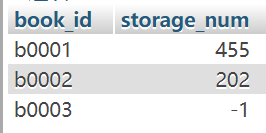 book_id storage_num
b0001 455
b0002 202
b0003 -1